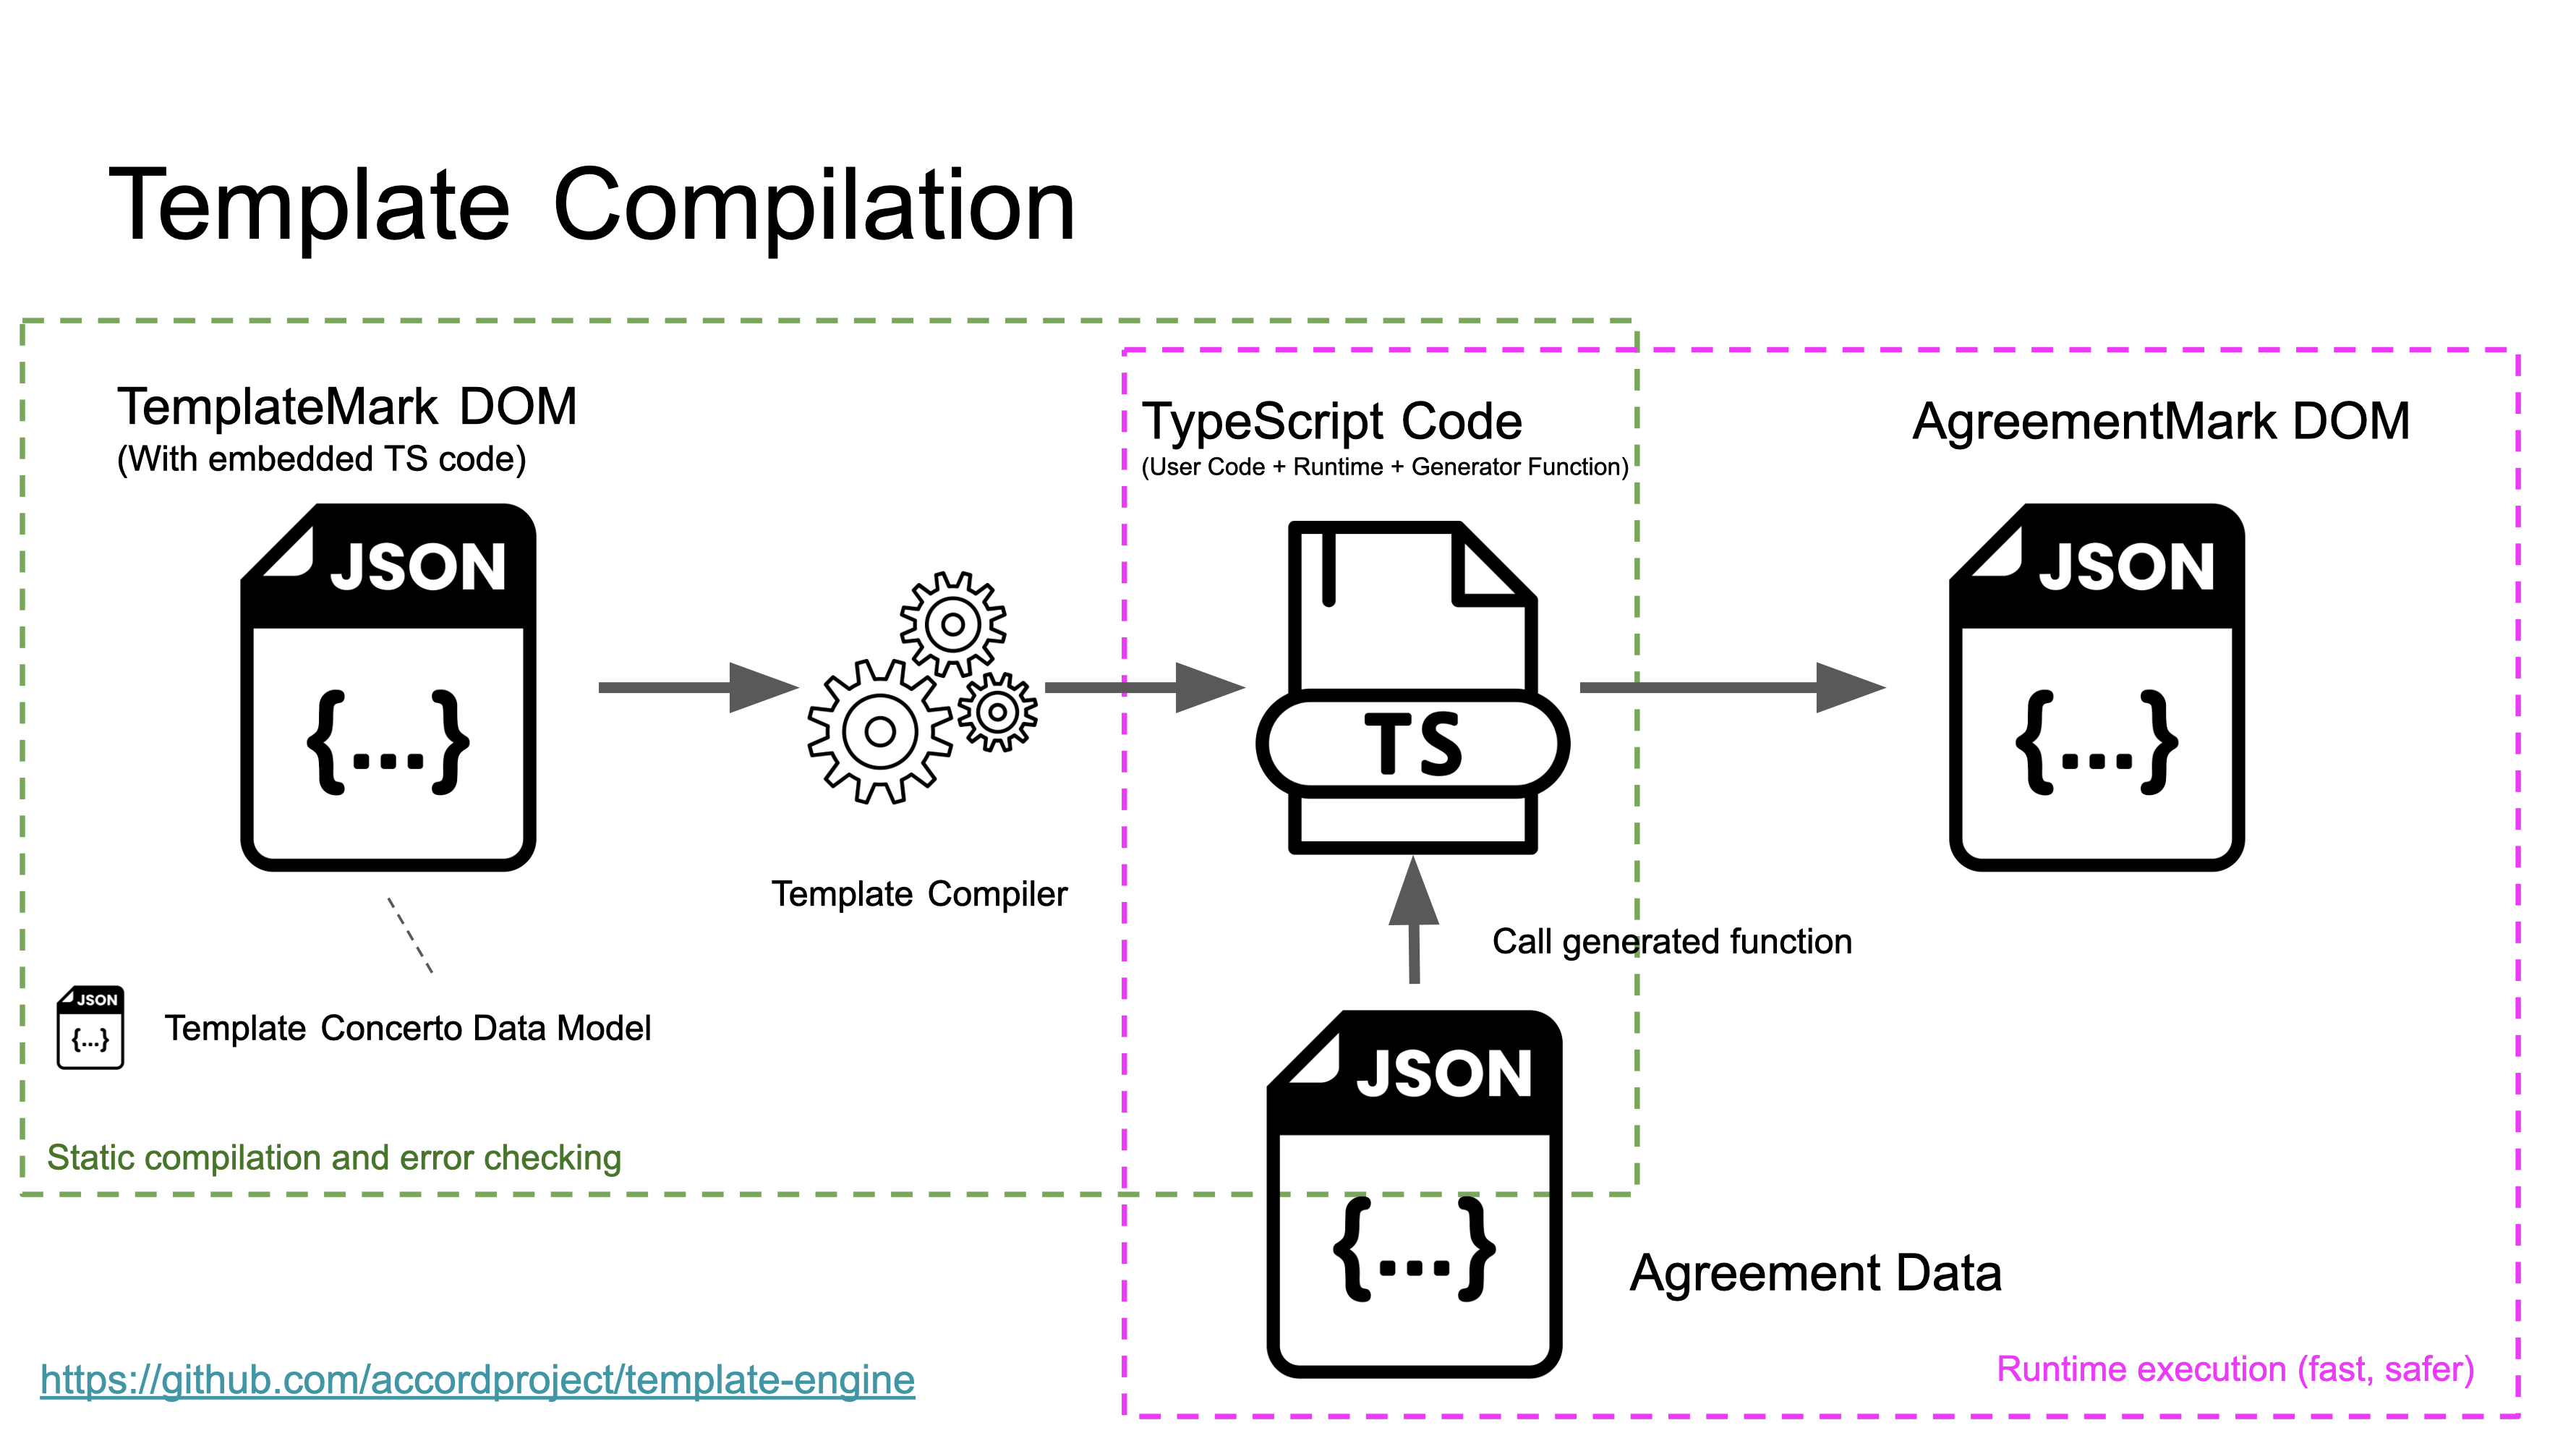 Template Compilation
TemplateMark DOM
(With embedded TS code)
JSON
{...}
Template Compiler
TypeScript Code
(User Code + Runtime + Generator Function)
TS
AgreementMark DOM
JSON
{...}
Call generated function
JSON
{...}
Template Concerto Data Model
Static compilation and error checking
JSON
{...}
Agreement Data
Runtime execution (fast, safer)
https://github.com/accordproject/template-engine